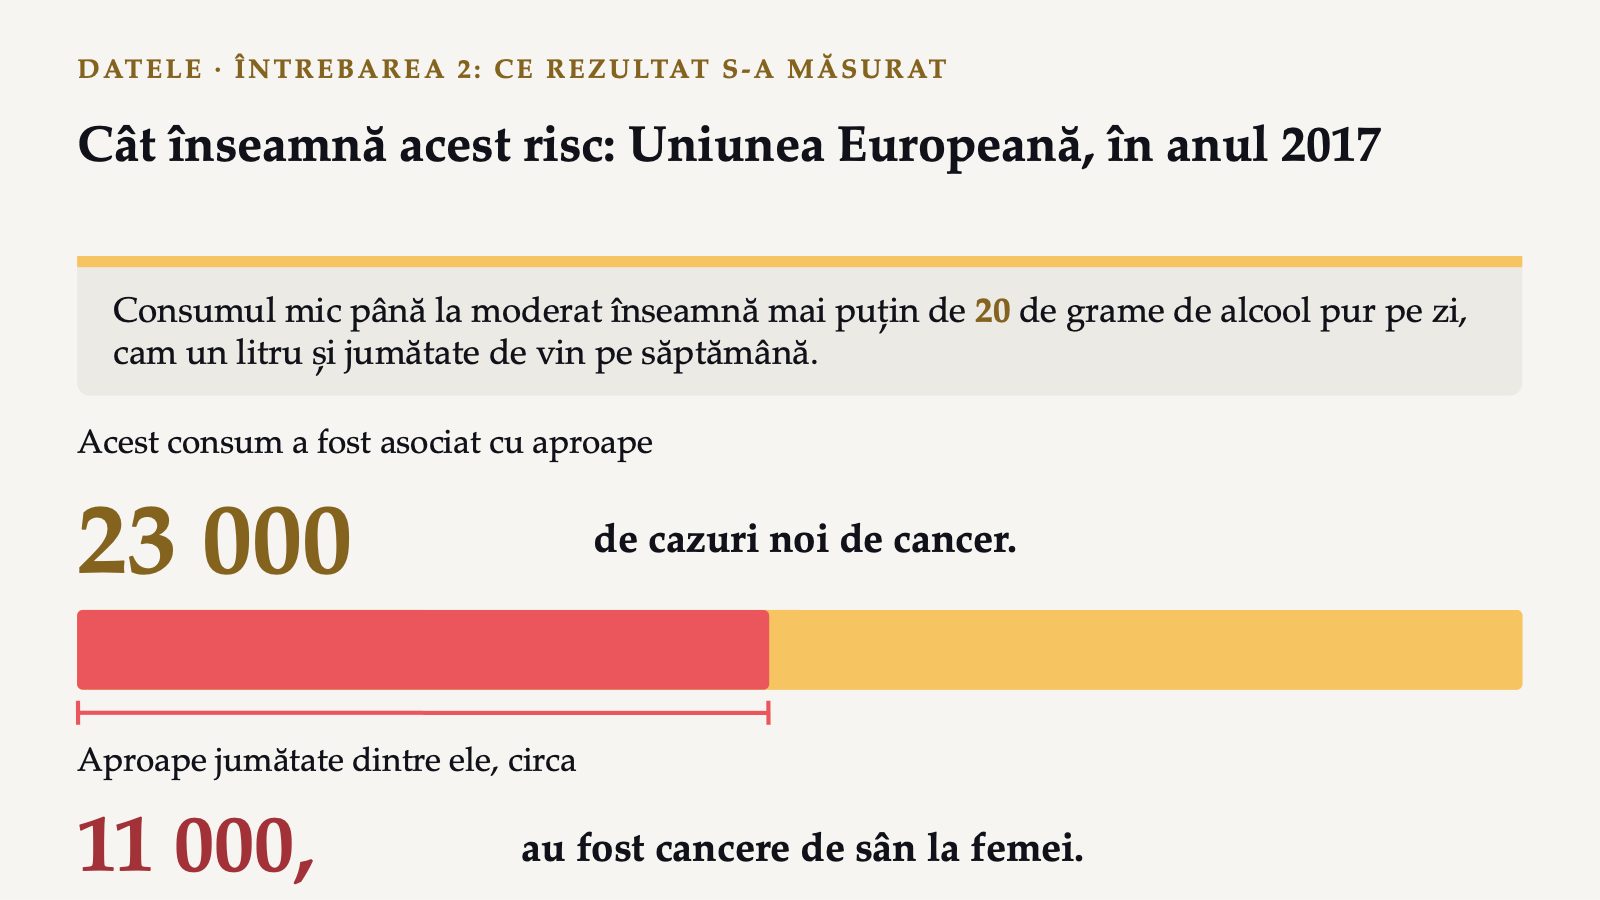 DATELE · ÎNTREBAREA 2: CE REZULTAT S-A MĂSURAT
Cât înseamnă acest risc: Uniunea Europeană, în anul 2017
Consumul mic până la moderat înseamnă mai puțin de 20 de grame de alcool pur pe zi,
cam un litru și jumătate de vin pe săptămână.
Acest consum a fost asociat cu aproape
23 000 de cazuri noi de cancer.
Aproape jumătate dintre ele, circa
11 000, au fost cancere de sân la femei.